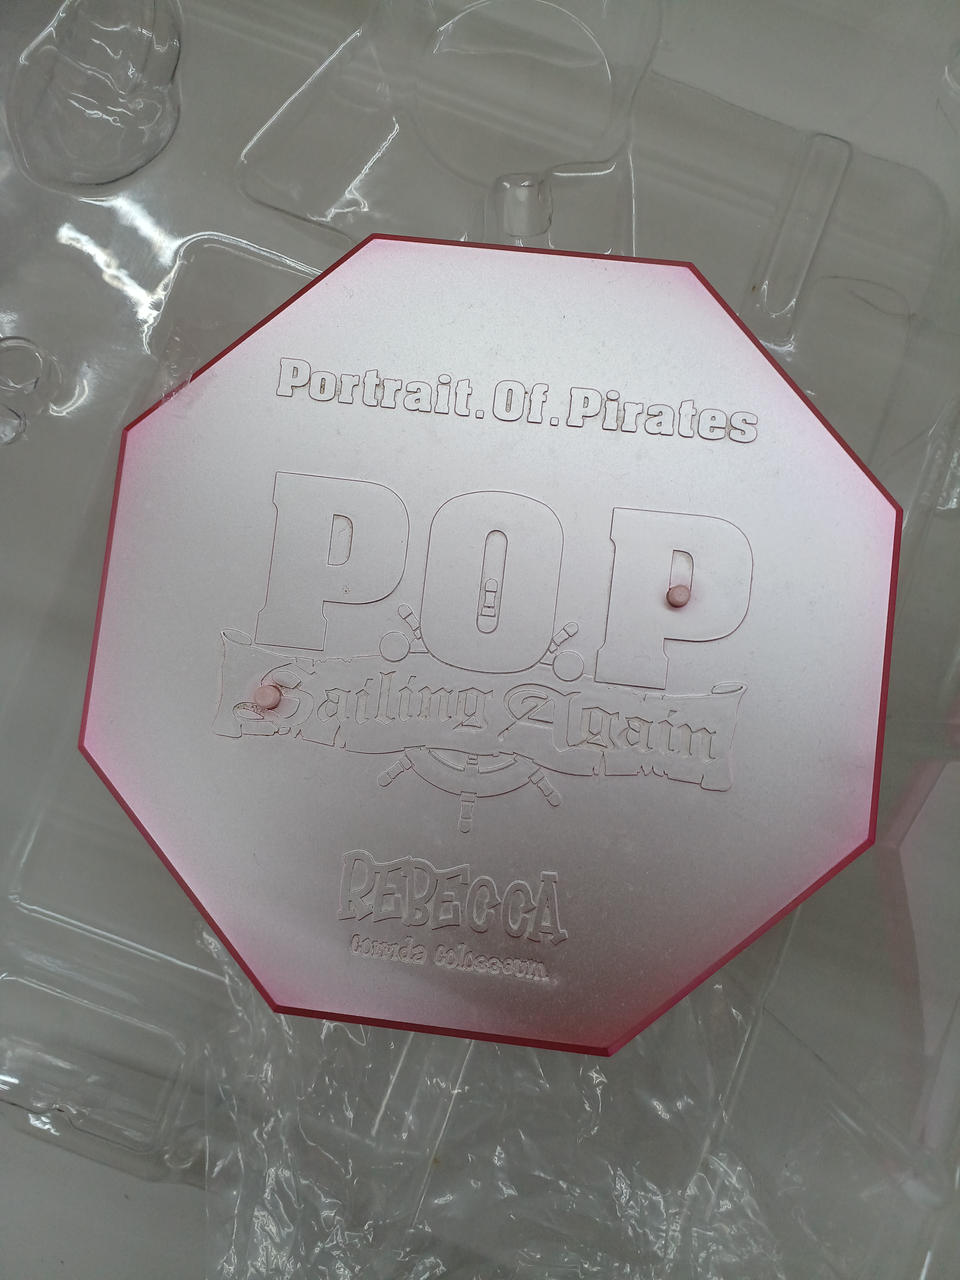 Portrait.Of.Pirates
P.O.P
Sailing Again
REBECCA
corrida colosseum